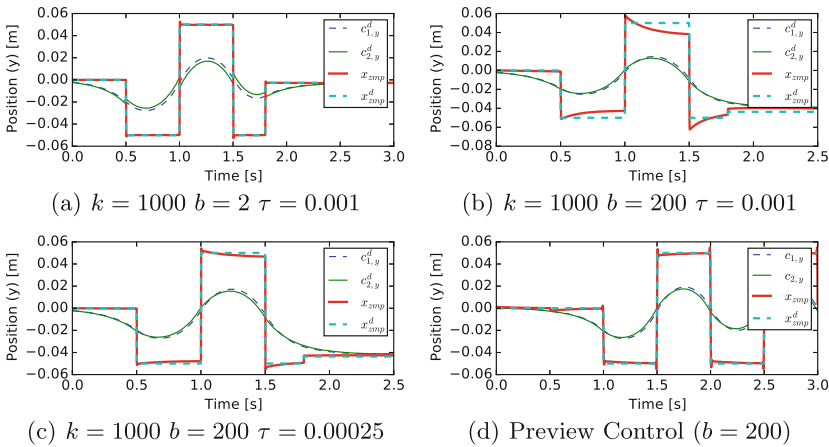 0.06
0.04
0.02
0.00
−0.02
−0.04
−0.06
Position (y) [m]
0.0 0.5 1.0 1.5 2.0 2.5 3.0
Time [s]
c^d_{1,y}
c^d_{2,y}
x_{zmp}
x^d_{zmp}
(a) k = 1000 b = 2 τ = 0.001
0.06
0.04
0.02
0.00
−0.02
−0.04
−0.06
−0.08
Position (y) [m]
0.0 0.5 1.0 1.5 2.0 2.5
Time [s]
c^d_{1,y}
c^d_{2,y}
x_{zmp}
x^d_{zmp}
(b) k = 1000 b = 200 τ = 0.001
0.06
0.04
0.02
0.00
−0.02
−0.04
−0.06
Position (y) [m]
0.0 0.5 1.0 1.5 2.0 2.5
Time [s]
c^d_{1,y}
c^d_{2,y}
x_{zmp}
x^d_{zmp}
(c) k = 1000 b = 200 τ = 0.00025
0.06
0.04
0.02
0.00
−0.02
−0.04
−0.06
Position (y) [m]
0.0 0.5 1.0 1.5 2.0 2.5 3.0
Time [s]
c_{1,y}
c_{2,y}
x_{zmp}
x^d_{zmp}
(d) Preview Control (b = 200)